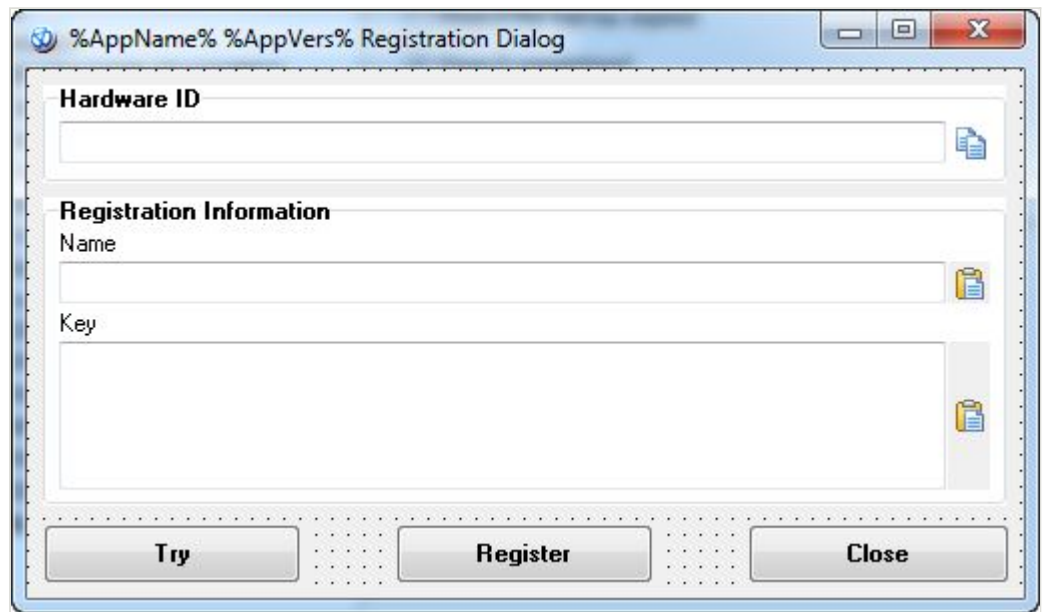 %AppName% %AppVers% Registration Dialog
Hardware ID
Registration Information
Name
Key
Try
Register
Close